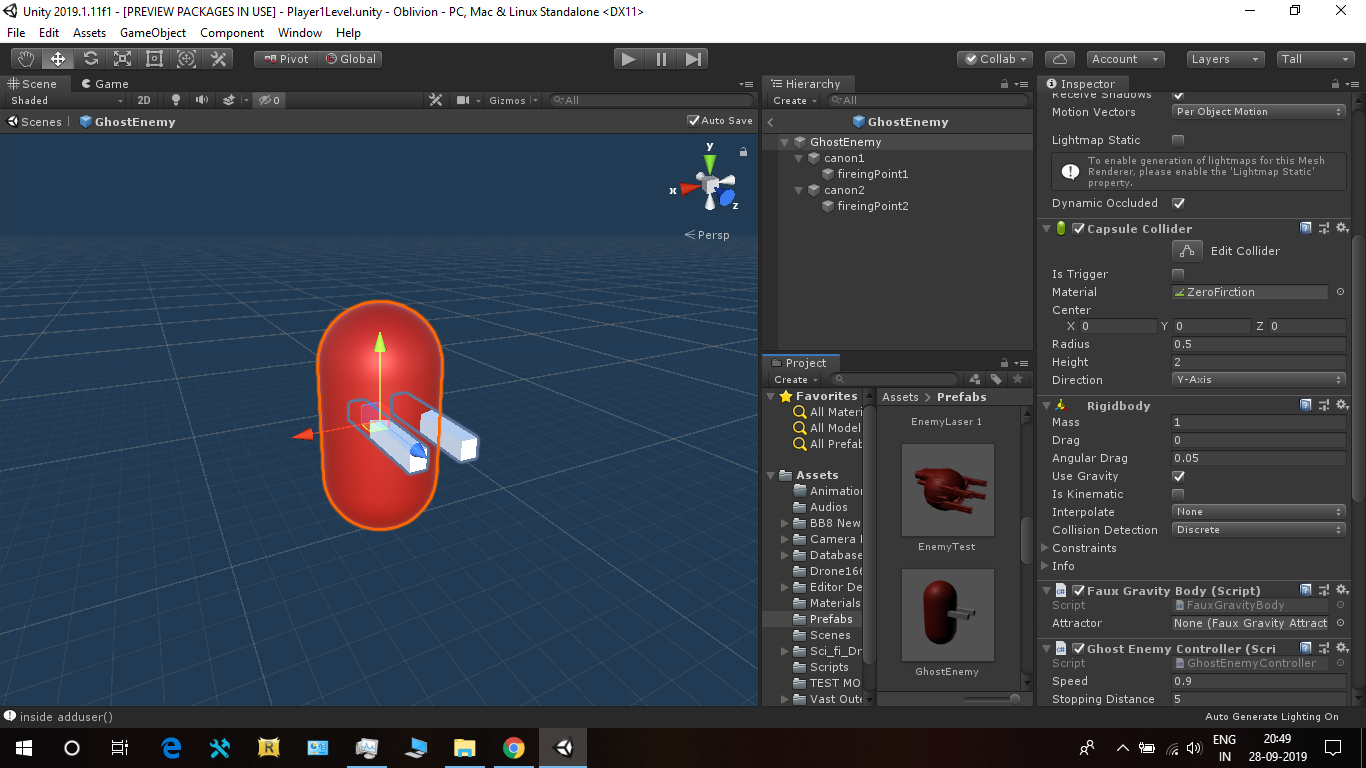 Unity 2019.1.11f1 - [PREVIEW PACKAGES IN USE] - Player1Level.unity - Oblivion - PC, Mac & Linux Standalone <DX11>
File Edit Assets GameObject Component Window Help
Pivot Global Collab Account Layers Tall
Scene Game
Shaded 2D 0 Gizmos All
Scenes GhostEnemy Auto Save
y
x
z
Persp
Hierarchy
Create All
GhostEnemy
GhostEnemy
canon1
fireingPoint1
canon2
fireingPoint2
Project
Create
Favorites
All Materi
All Model
All Prefab
Assets
Animation
Audios
BB8 New
Camera
Database
Drone166
Editor De
Materials
Prefabs
Scenes
Sci_fi_Dr
Scripts
TEST MO
Vast Oute
Assets > Prefabs
EnemyLaser 1
EnemyTest
GhostEnemy
Inspector
Receive Shadows
Motion Vectors Per Object Motion
Lightmap Static
To enable generation of lightmaps for this Mesh
Renderer, please enable the 'Lightmap Static'
property.
Dynamic Occluded
Capsule Collider
Edit Collider
Is Trigger
Material ZeroFirction
Center
X 0 Y 0 Z 0
Radius 0.5
Height 2
Direction Y-Axis
Rigidbody
Mass 1
Drag 0
Angular Drag 0.05
Use Gravity
Is Kinematic
Interpolate None
Collision Detection Discrete
Constraints
Info
Faux Gravity Body (Script)
Script FauxGravityBody
Attractor None (Faux Gravity Attract
Ghost Enemy Controller (Scri
Script GhostEnemyController
Speed 0.9
Stopping Distance 5
inside adduser()
Auto Generate Lighting On
ENG
IN
20:49
28-09-2019